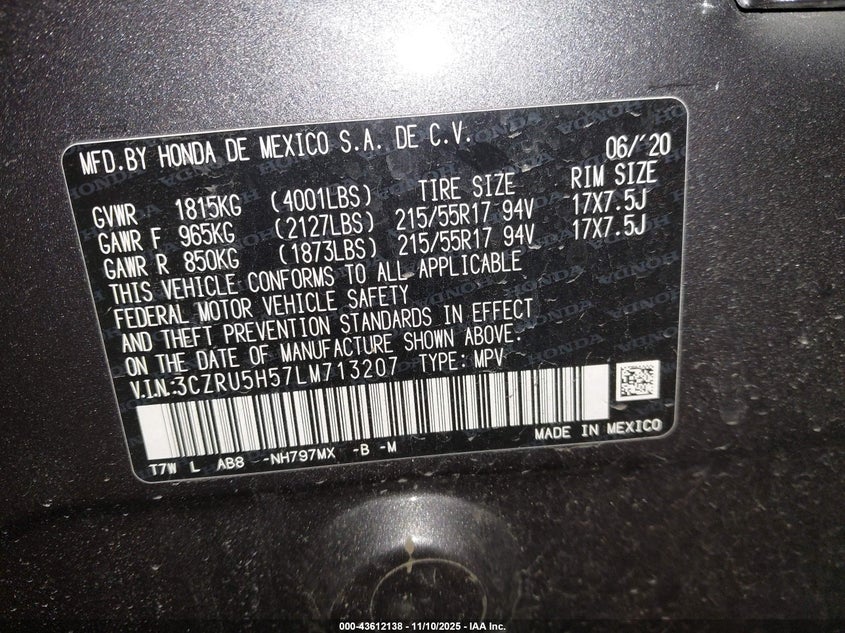 MFD.BY HONDA DE MEXICO S.A. DE C.V. 06/'20
TIRE SIZE RIM SIZE
GVWR 1815KG (4001LBS)
GAWR F 965KG (2127LBS) 215/55R17 94V 17X7.5J
GAWR R 850KG (1873LBS) 215/55R17 94V 17X7.5J
THIS VEHICLE CONFORMS TO ALL APPLICABLE
FEDERAL MOTOR VEHICLE SAFETY
AND THEFT PREVENTION STANDARDS IN EFFECT
ON THE DATE OF MANUFACTURE SHOWN ABOVE.
V.I.N.:3CZRU5H57LM713207 TYPE: MPV
T7W L AB8 -NH797MX -B -M MADE IN MEXICO
000-43612138 - 11/10/2025 - IAA Inc.